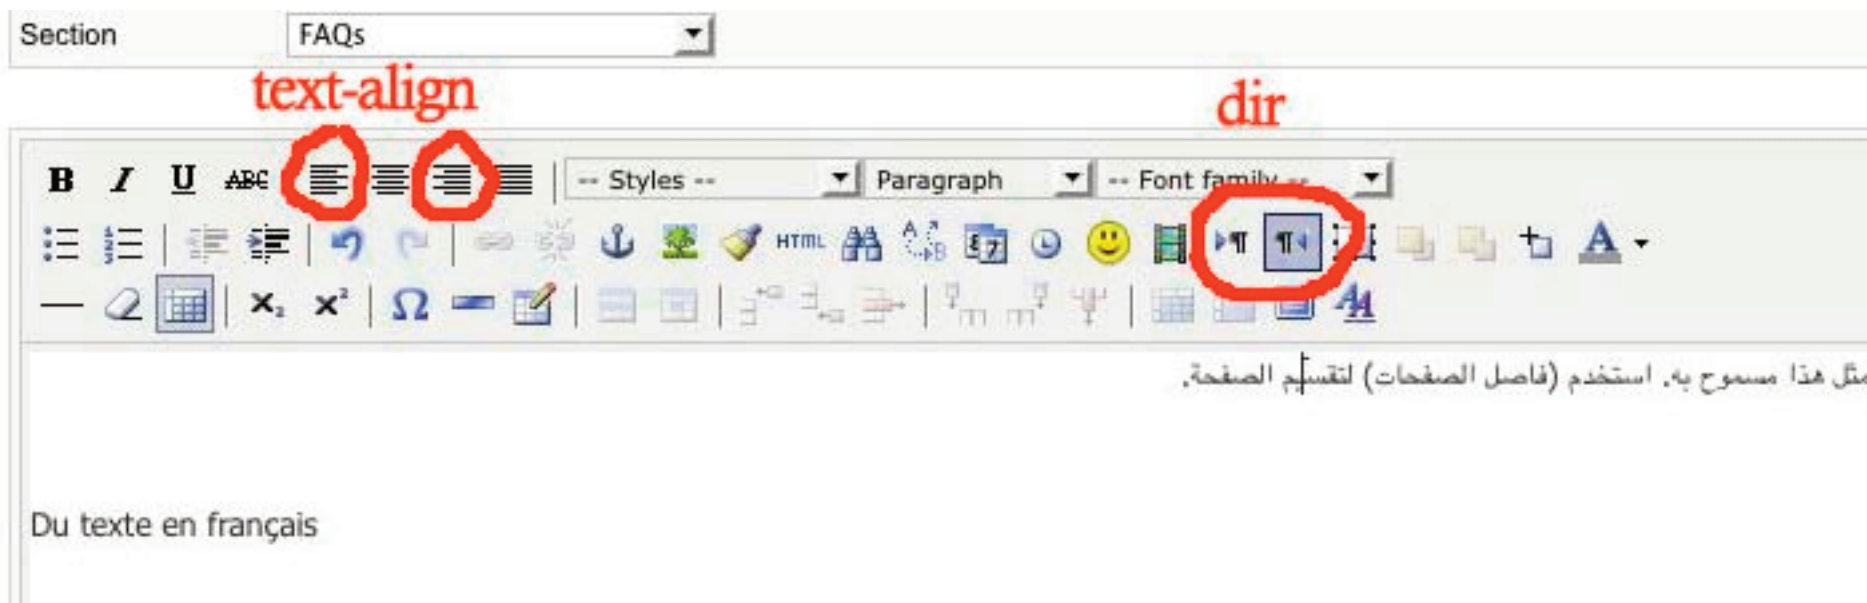 Section FAQs
text-align
dir
B I U ABC -- Styles -- Paragraph -- Font family --
HTML
مثل هذا مسموح به. استخدم (فاصل الصفحات) لتقسيم الصفحة.
Du texte en français